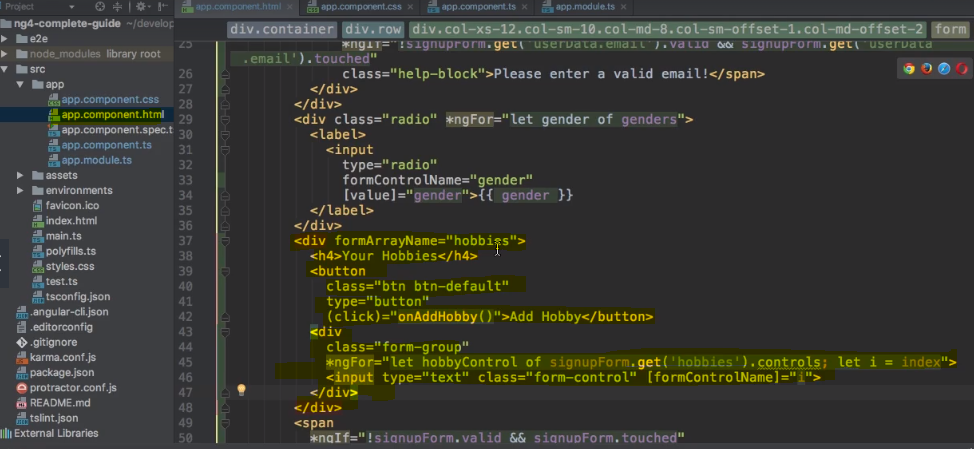 Project
app.component.html
app.component.css
app.component.ts
app.module.ts
ng4-complete-guide ~/develop
e2e
node_modules library root
src
app
app.component.css
app.component.html
app.component.spec.ts
app.component.ts
app.module.ts
assets
environments
favicon.ico
index.html
main.ts
polyfills.ts
styles.css
test.ts
tsconfig.json
.angular-cli.json
.editorconfig
.gitignore
karma.conf.js
package.json
protractor.conf.js
README.md
tslint.json
External Libraries
div.container div.row div.col-xs-12.col-sm-10.col-md-8.col-sm-offset-1.col-md-offset-2 form
25 *ngIf="!signupForm.get('userData.email').valid && signupForm.get('userData
.email').touched"
26 class="help-block">Please enter a valid email!</span>
27 </div>
28 </div>
29 <div class="radio" *ngFor="let gender of genders">
30 <label>
31 <input
32 type="radio"
33 formControlName="gender"
34 [value]="gender">{{ gender }}
35 </label>
36 </div>
37 <div formArrayName="hobbies">
38 <h4>Your Hobbies</h4>
39 <button
40 class="btn btn-default"
41 type="button"
42 (click)="onAddHobby()">Add Hobby</button>
43 <div
44 class="form-group"
45 *ngFor="let hobbyControl of signupForm.get('hobbies').controls; let i = index">
46 <input type="text" class="form-control" [formControlName]="i">
47 </div>
48 </div>
49 <span
50 *ngIf="!signupForm.valid && signupForm.touched"